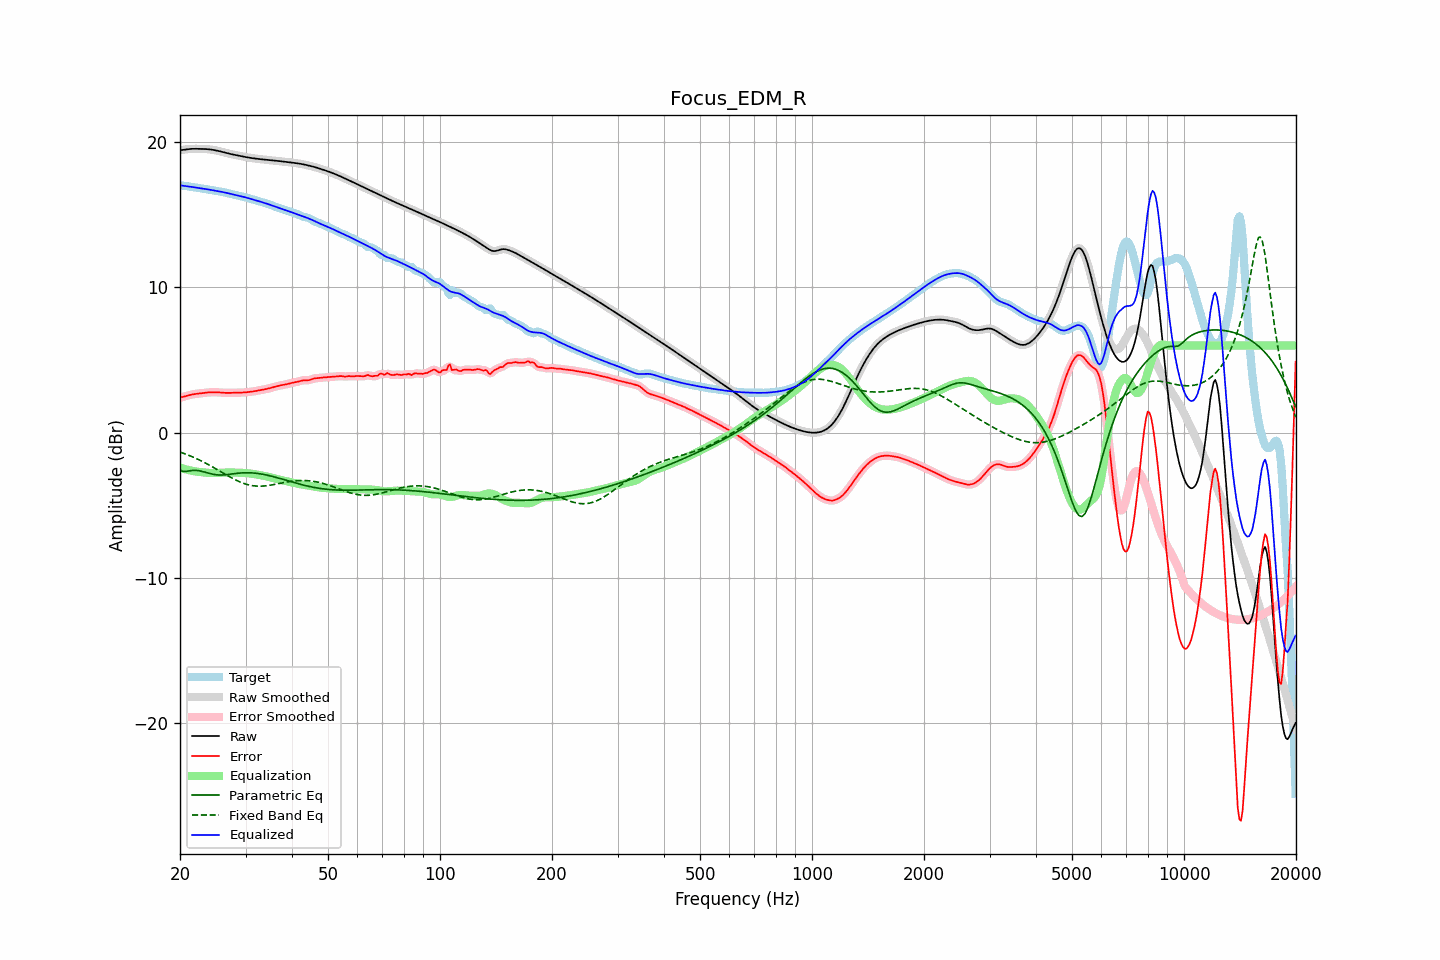 Focus_EDM_R
Amplitude (dBr)
20
10
0
−10
−20
Target
Raw Smoothed
Error Smoothed
Raw
Error
Equalization
Parametric Eq
Fixed Band Eq
Equalized
20 50 100 200 500 1000 2000 5000 10000 20000
Frequency (Hz)